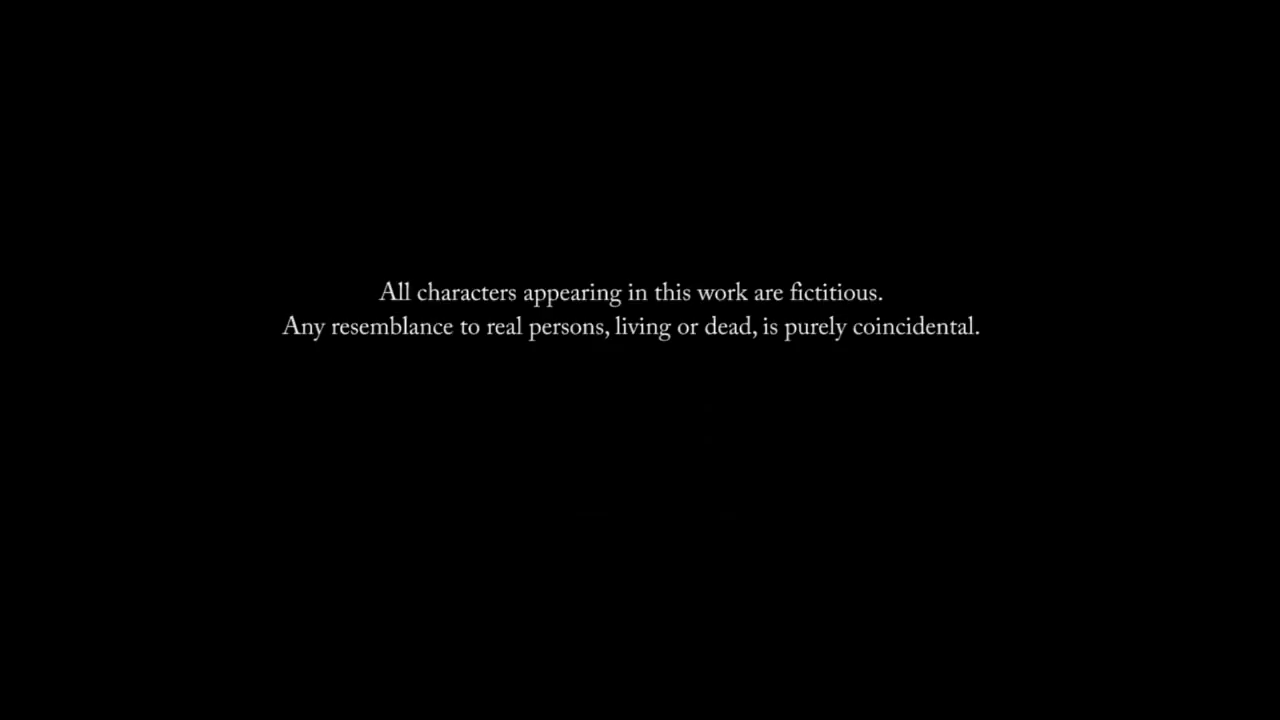 All characters appearing in this work are fictitious.
Any resemblance to real persons, living or dead, is purely coincidental.